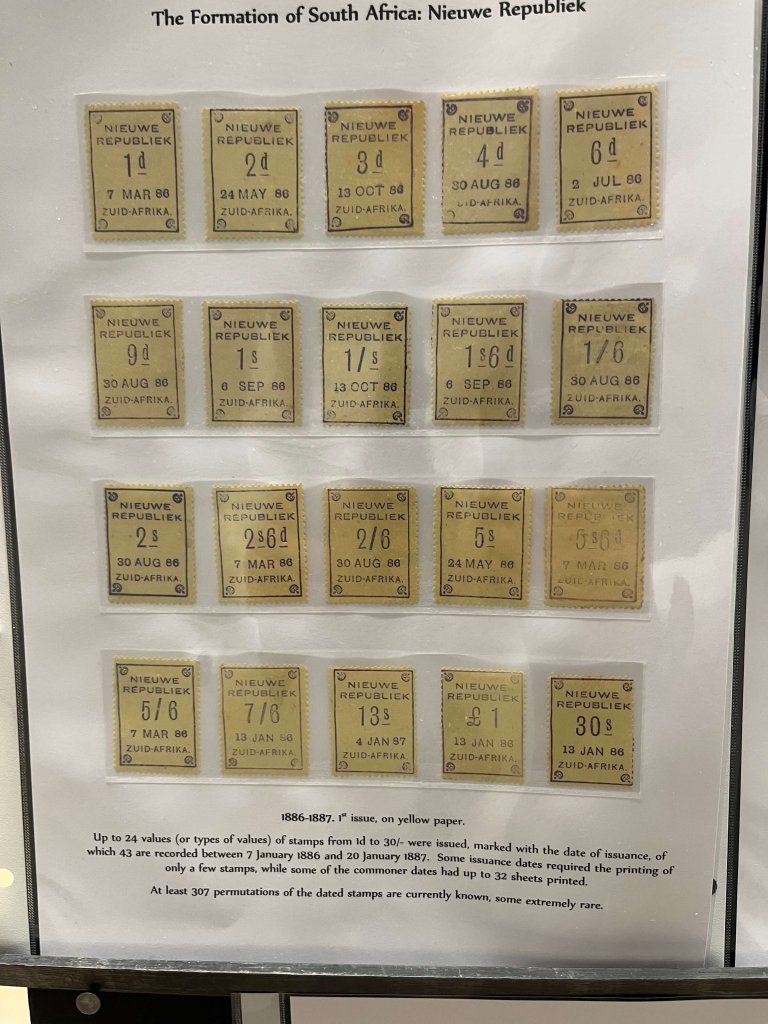 The Formation of South Africa: Nieuwe Republiek
NIEUWE
REPUBLIEK
1d
7 MAR 86
ZUID-AFRIKA.
NIEUWE
REPUBLIEK
2d
24 MAY 86
ZUID-AFRIKA.
NIEUWE
REPUBLIEK
3d
13 OCT 86
ZUID-AFRIKA.
NIEUWE
REPUBLIEK
4d
30 AUG 86
ZUID-AFRIKA.
NIEUWE
REPUBLIEK
6d
2 JUL 86
ZUID-AFRIKA.
NIEUWE
REPUBLIEK
9d
30 AUG 86
ZUID-AFRIKA.
NIEUWE
REPUBLIEK
1s
6 SEP 86
ZUID-AFRIKA.
NIEUWE
REPUBLIEK
1/s
13 OCT 86
ZUID-AFRIKA.
NIEUWE
REPUBLIEK
1s6d
6 SEP 86
ZUID-AFRIKA.
NIEUWE
REPUBLIEK
1/6
30 AUG 86
ZUID-AFRIKA.
NIEUWE
REPUBLIEK
2s
30 AUG 86
ZUID-AFRIKA.
NIEUWE
REPUBLIEK
2s6d
7 MAR 86
ZUID-AFRIKA.
NIEUWE
REPUBLIEK
2/6
30 AUG 86
ZUID-AFRIKA.
NIEUWE
REPUBLIEK
5s
24 MAY 86
ZUID-AFRIKA.
NIEUWE
REPUBLIEK
5s6d
7 MAR 86
ZUID-AFRIKA.
NIEUWE
REPUBLIEK
5/6
7 MAR 86
ZUID-AFRIKA.
NIEUWE
REPUBLIEK
7/6
13 JAN 86
ZUID-AFRIKA.
NIEUWE
REPUBLIEK
13s
4 JAN 87
ZUID-AFRIKA.
NIEUWE
REPUBLIEK
£1
13 JAN 86
ZUID-AFRIKA.
NIEUWE
REPUBLIEK
30s
13 JAN 86
ZUID-AFRIKA.
1886-1887. 1st issue, on yellow paper.
Up to 24 values (or types of values) of stamps from 1d to 30/- were issued, marked with the date of issuance, of
which 43 are recorded between 7 January 1886 and 20 January 1887. Some issuance dates required the printing of
only a few stamps, while some of the commoner dates had up to 32 sheets printed.
At least 307 permutations of the dated stamps are currently known, some extremely rare.